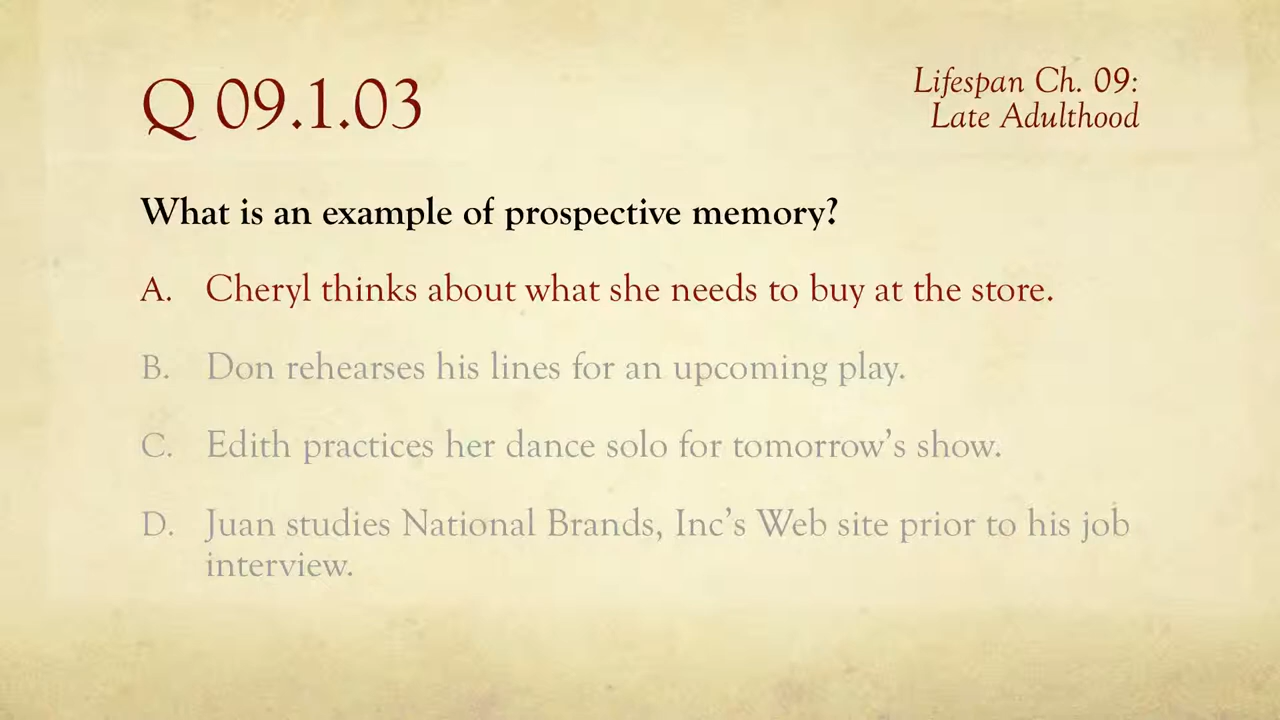 Q 09.1.03
Lifespan Ch. 09:
Late Adulthood
What is an example of prospective memory?
A. Cheryl thinks about what she needs to buy at the store.
B. Don rehearses his lines for an upcoming play.
C. Edith practices her dance solo for tomorrow’s show.
D. Juan studies National Brands, Inc’s Web site prior to his job
interview.